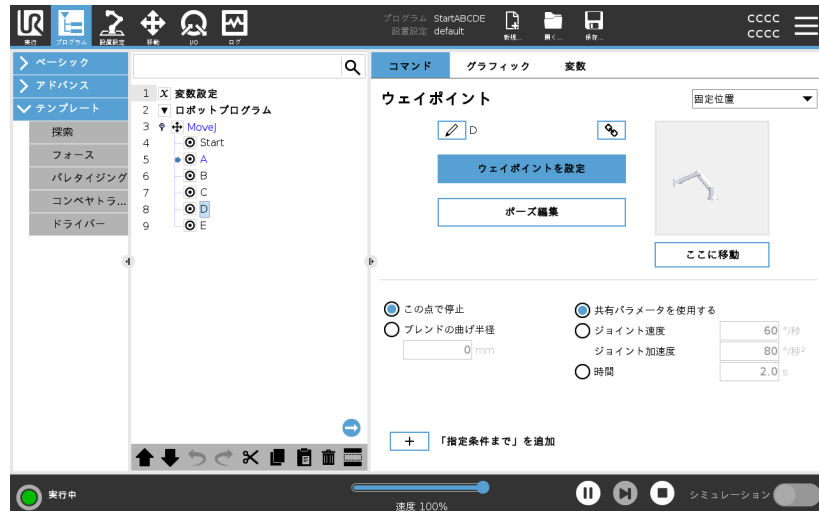 UR
実行
プログラム
設置設定
移動
I/O
ログ
プログラム StartABCDE
設置設定 default
新規...
開く...
保存...
CCCC
CCCC
ベーシック
アドバンス
テンプレート
探索
フォース
パレタイジング
コンベヤトラ...
ドライバー
1 X 変数設定
2 ▼ ロボットプログラム
3 MoveJ
4 Start
5 A
6 B
7 C
8 D
9 E
コマンド グラフィック 変数
ウェイポイント
固定位置
D
ウェイポイントを設定
ポーズ編集
ここに移動
この点で停止
ブレンドの曲げ半径
0 mm
共有パラメータを使用する
ジョイント速度 60 °/秒
ジョイント加速度 80 °/秒²
時間 2.0 s
+ 「指定条件まで」を追加
実行中
速度 100%
シミュレーション